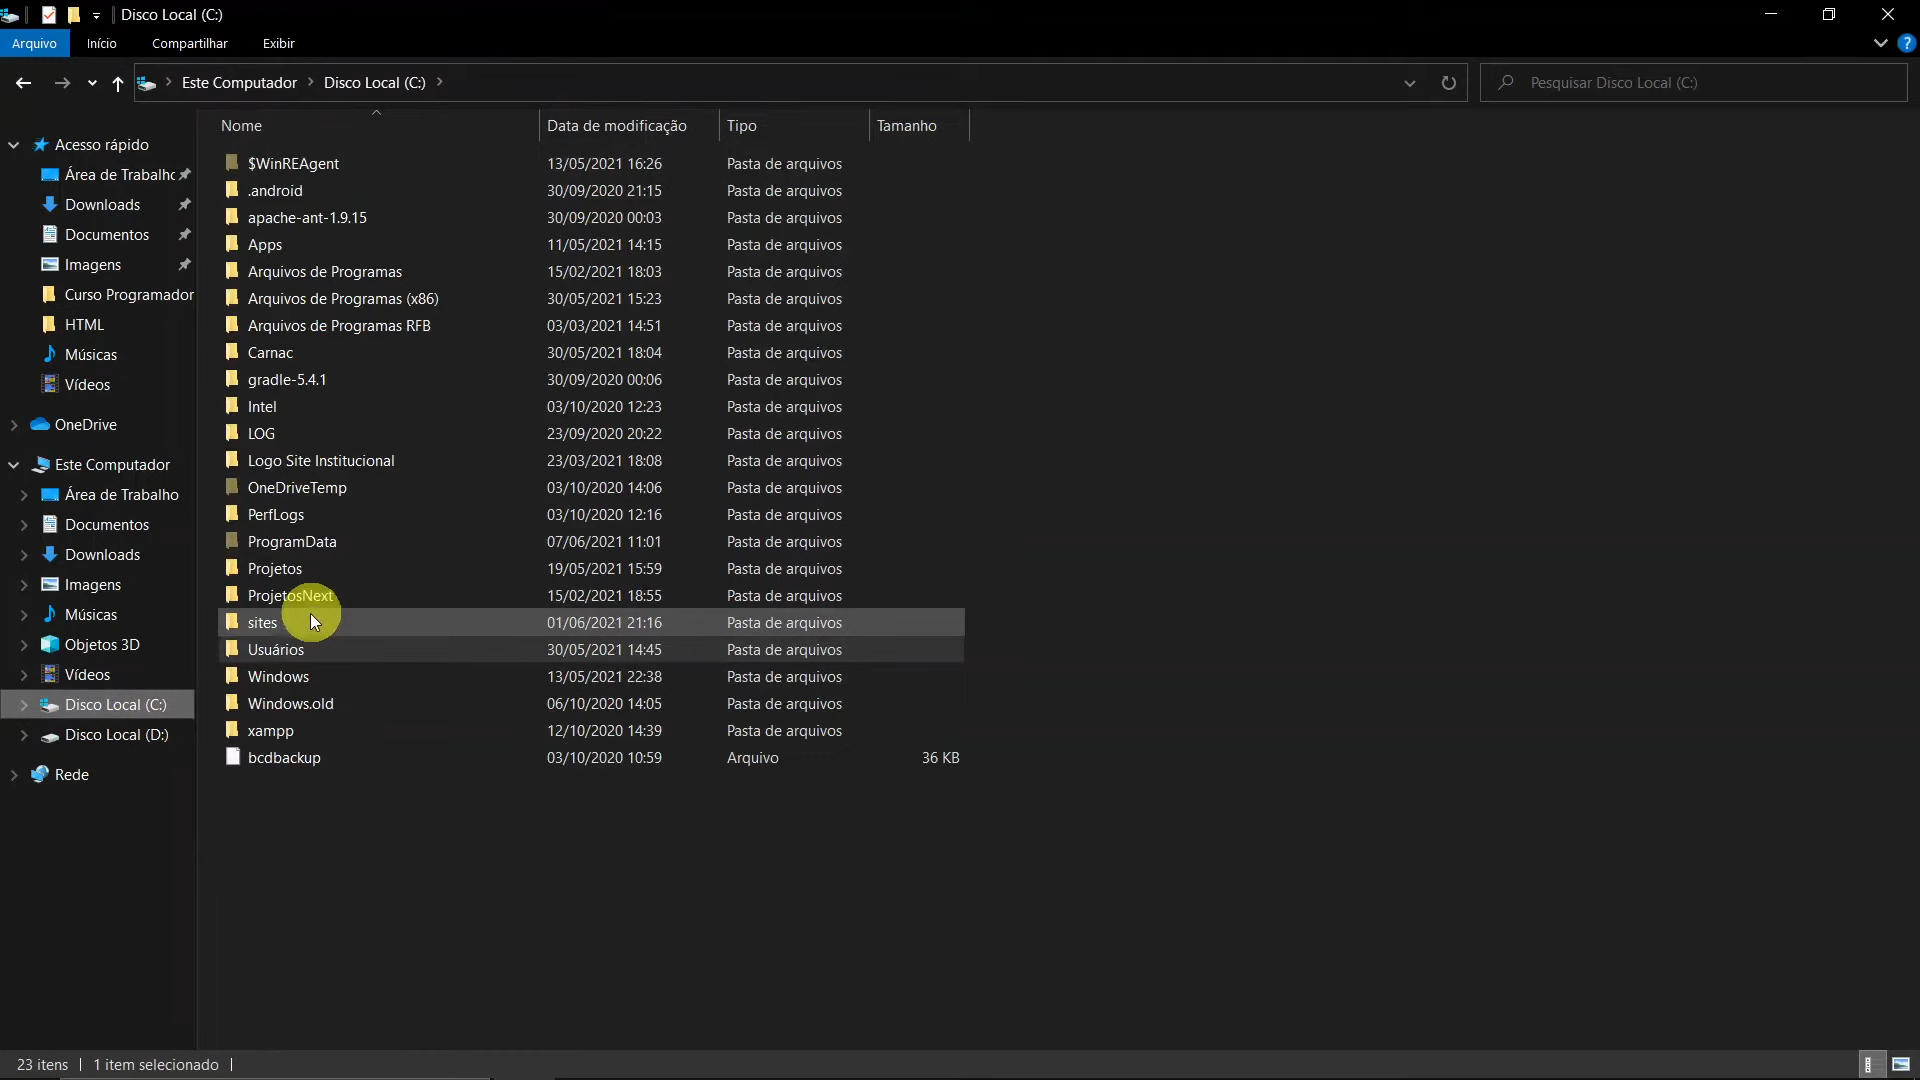 Disco Local (C:)
Arquivo Início Compartilhar Exibir
?
Este Computador Disco Local (C:) Pesquisar Disco Local (C:)
Nome Data de modificação Tipo Tamanho
Acesso rápido
Área de Trabalho
Downloads
Documentos
Imagens
Curso Programador
HTML
Músicas
Vídeos
OneDrive
Este Computador
Área de Trabalho
Documentos
Downloads
Imagens
Músicas
Objetos 3D
Vídeos
Disco Local (C:)
Disco Local (D:)
Rede
$WinREAgent 13/05/2021 16:26 Pasta de arquivos
.android 30/09/2020 21:15 Pasta de arquivos
apache-ant-1.9.15 30/09/2020 00:03 Pasta de arquivos
Apps 11/05/2021 14:15 Pasta de arquivos
Arquivos de Programas 15/02/2021 18:03 Pasta de arquivos
Arquivos de Programas (x86) 30/05/2021 15:23 Pasta de arquivos
Arquivos de Programas RFB 03/03/2021 14:51 Pasta de arquivos
Carnac 30/05/2021 18:04 Pasta de arquivos
gradle-5.4.1 30/09/2020 00:06 Pasta de arquivos
Intel 03/10/2020 12:23 Pasta de arquivos
LOG 23/09/2020 20:22 Pasta de arquivos
Logo Site Institucional 23/03/2021 18:08 Pasta de arquivos
OneDriveTemp 03/10/2020 14:06 Pasta de arquivos
PerfLogs 03/10/2020 12:16 Pasta de arquivos
ProgramData 07/06/2021 11:01 Pasta de arquivos
Projetos 19/05/2021 15:59 Pasta de arquivos
ProjetosNext 15/02/2021 18:55 Pasta de arquivos
sites 01/06/2021 21:16 Pasta de arquivos
Usuários 30/05/2021 14:45 Pasta de arquivos
Windows 13/05/2021 22:38 Pasta de arquivos
Windows.old 06/10/2020 14:05 Pasta de arquivos
xampp 12/10/2020 14:39 Pasta de arquivos
bcdbackup 03/10/2020 10:59 Arquivo 36 KB
23 itens 1 item selecionado